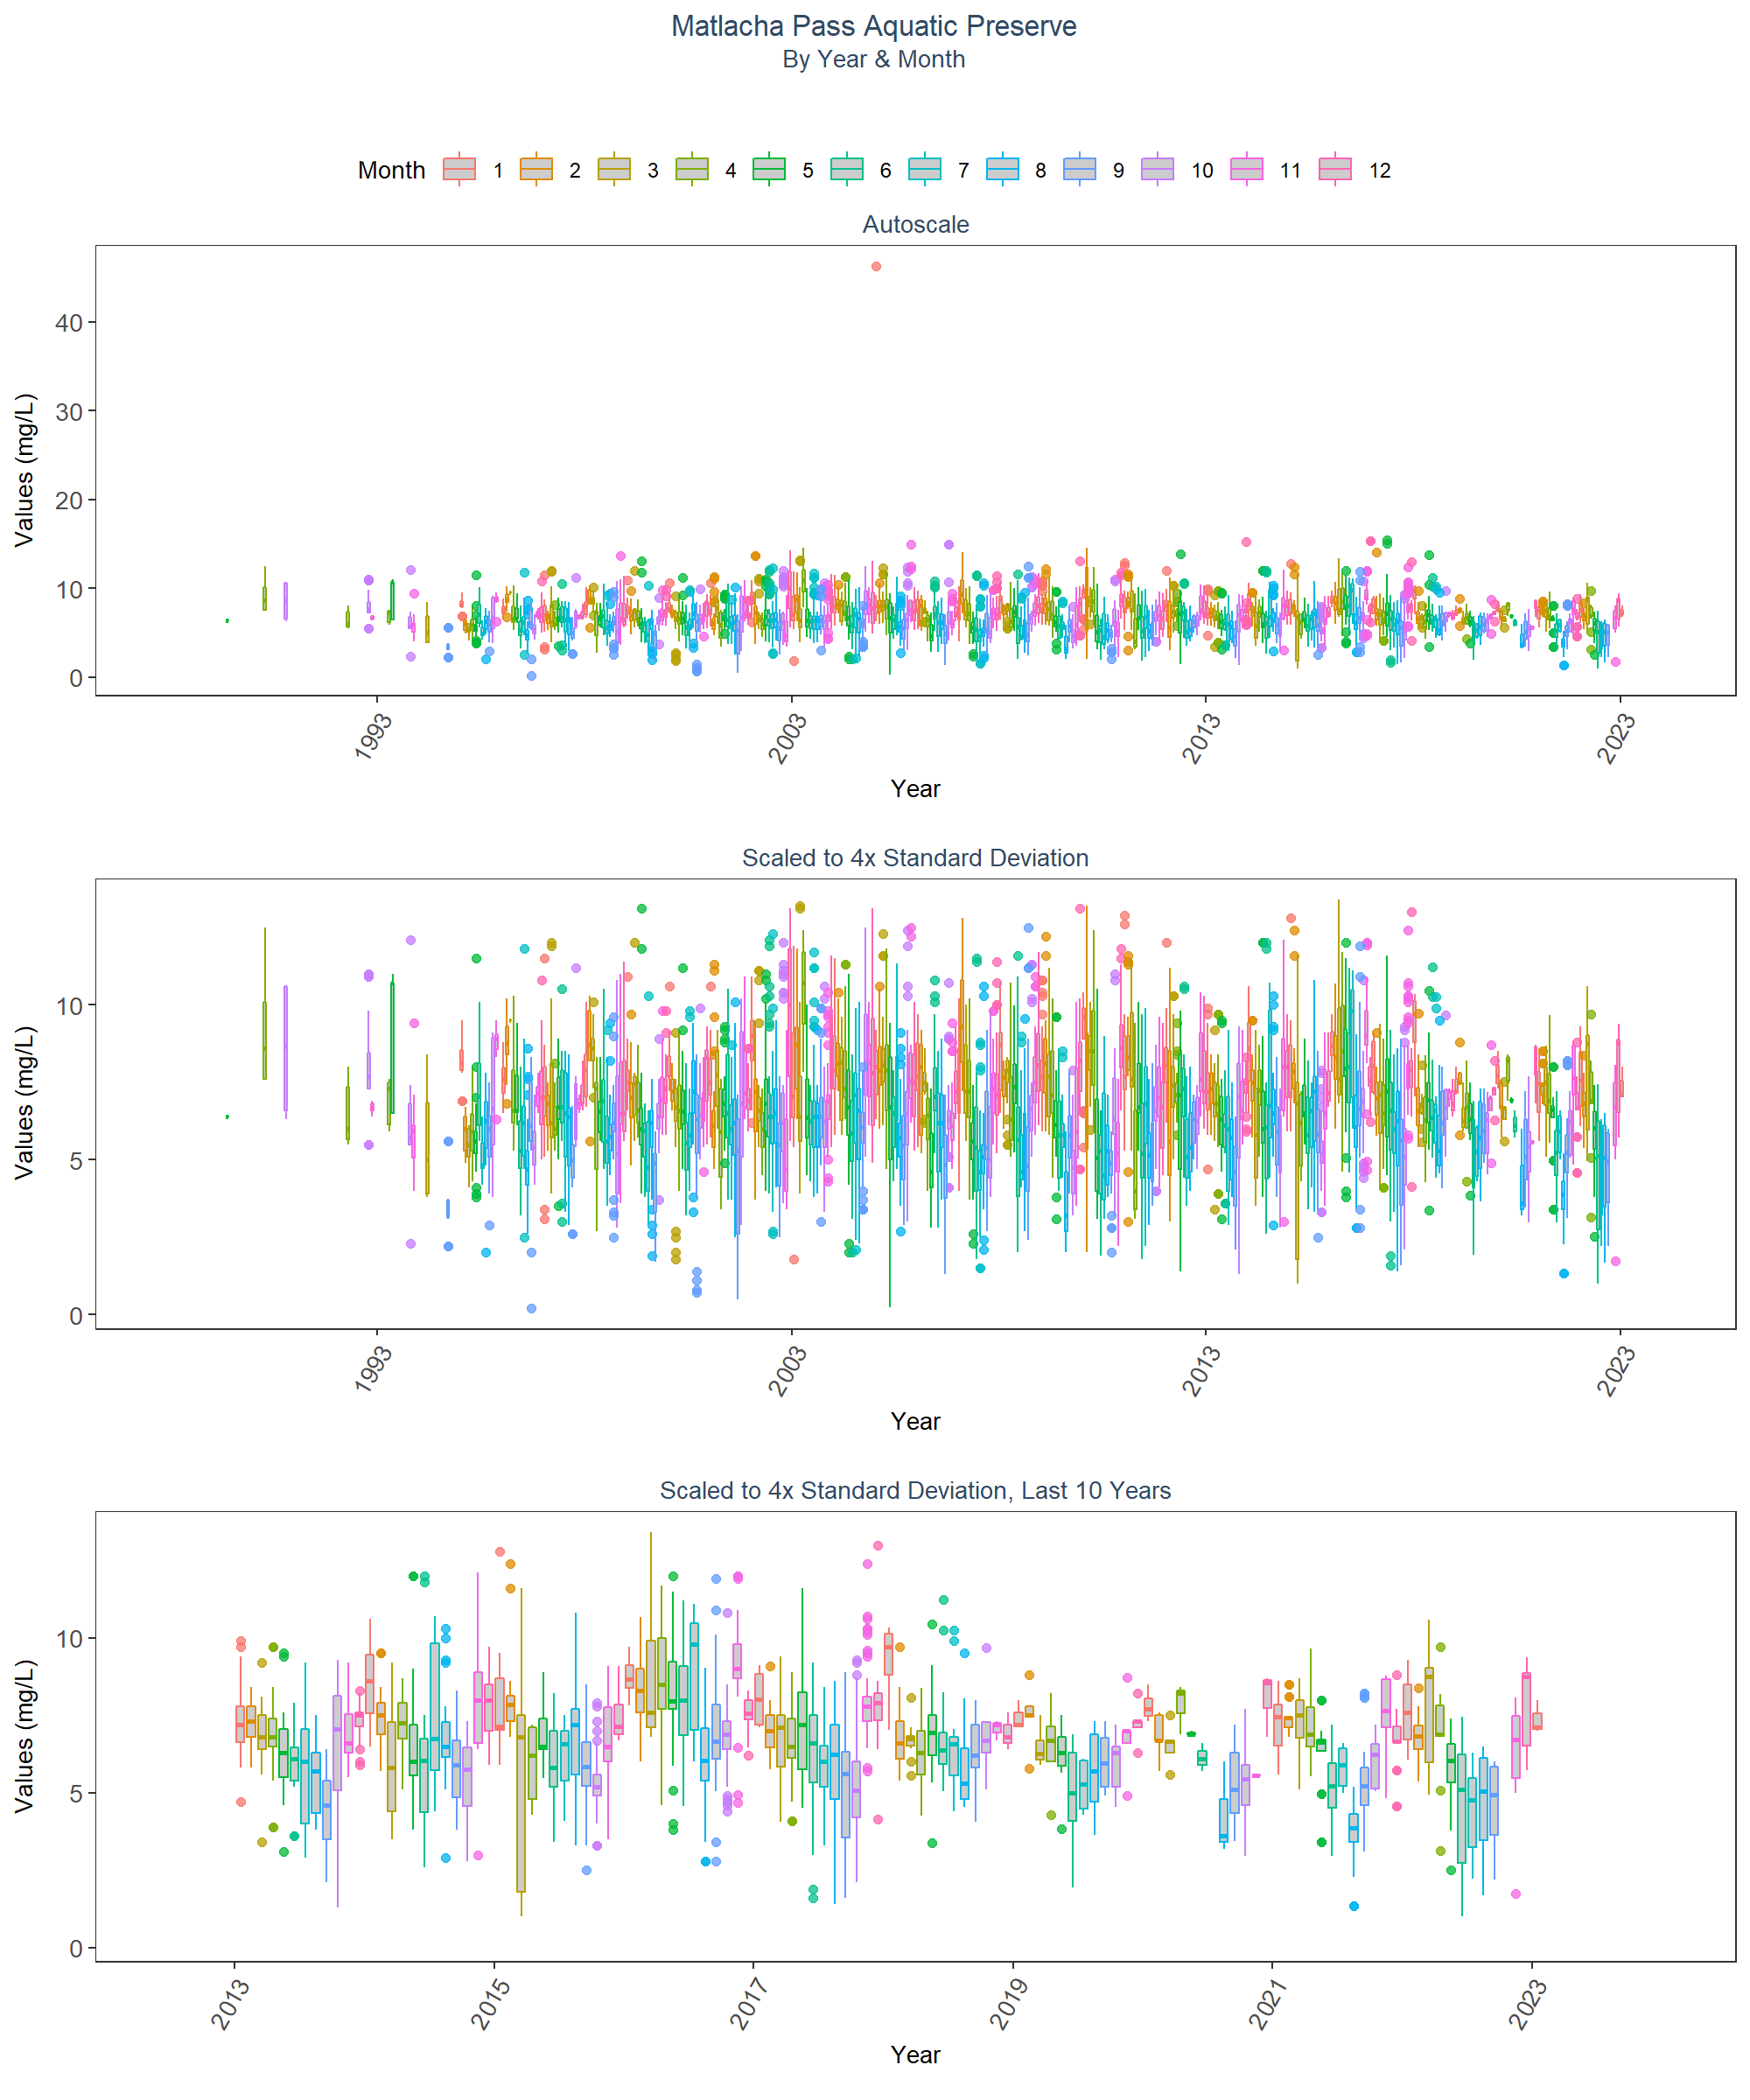 Matlacha Pass Aquatic Preserve
By Year & Month
Month 1 2 3 4 5 6 7 8 9 10 11 12
Autoscale
Values (mg/L)
40
30
20
10
0
1993 2003 2013 2023
Year
Scaled to 4x Standard Deviation
Values (mg/L)
10
5
0
1993 2003 2013 2023
Year
Scaled to 4x Standard Deviation, Last 10 Years
Values (mg/L)
10
5
0
2013 2015 2017 2019 2021 2023
Year